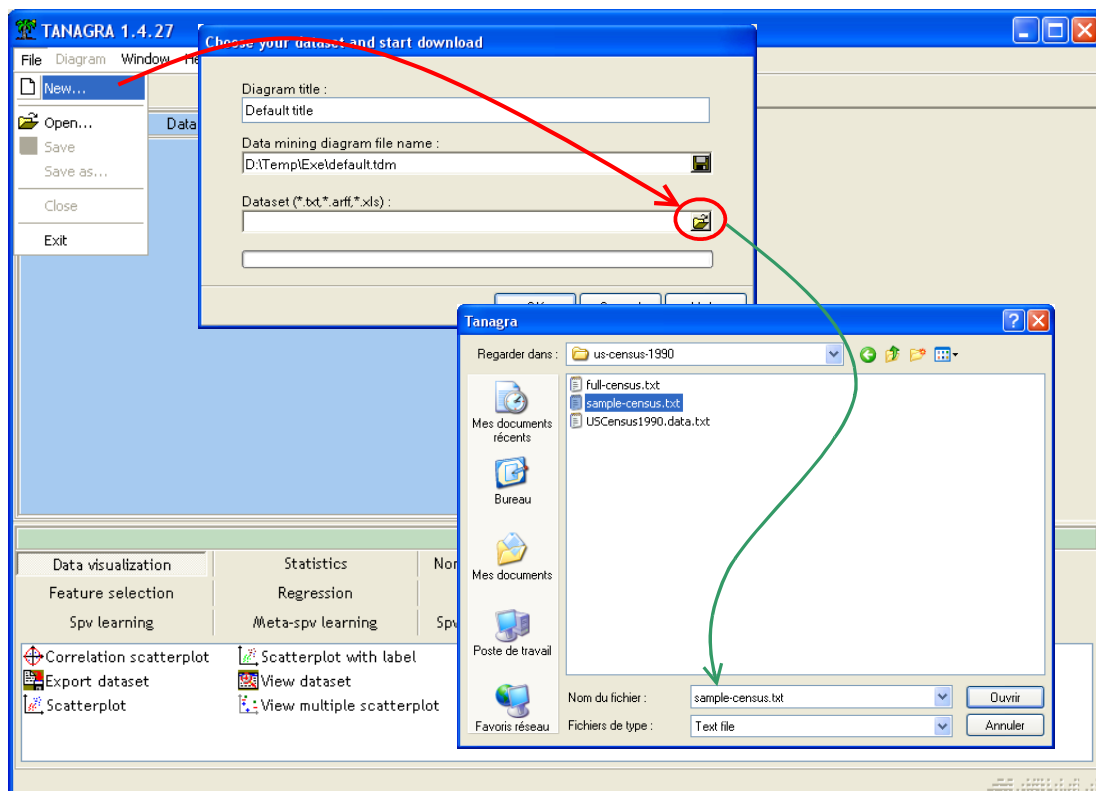 TANAGRA 1.4.27
Choose your dataset and start download
File Diagram Window He
New...
Open...
Save
Save as...
Close
Exit
Data
Diagram title :
Default title
Data mining diagram file name :
D:\Temp\Exe\default.tdm
Dataset (*.txt,*.arff,*.xls) :
Tanagra
Regarder dans : us-census-1990
full-census.txt
sample-census.txt
USCensus1990.data.txt
Mes documents récents
Bureau
Mes documents
Poste de travail
Favoris réseau
Nom du fichier : sample-census.txt Ouvrir
Fichiers de type : Text file Annuler
Data visualization Statistics Nor
Feature selection Regression
Spv learning Meta-spv learning Spv
Correlation scatterplot Scatterplot with label
Export dataset View dataset
Scatterplot View multiple scatterplot